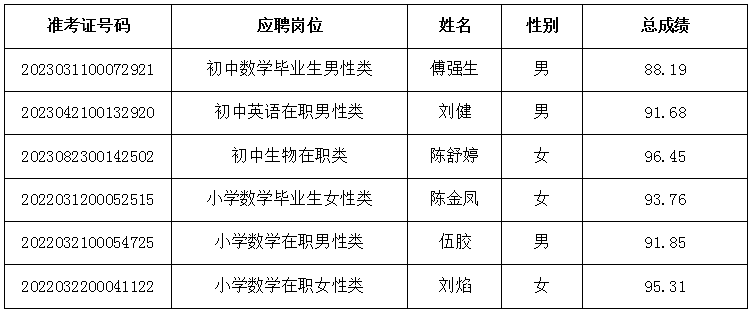 准考证号码 应聘岗位 姓名 性别 总成绩
2023031100072921 初中数学毕业生男性类 傅强生 男 88.19
2023042100132920 初中英语在职男性类 刘健 男 91.68
2023082300142502 初中生物在职类 陈舒婷 女 96.45
2022031200052515 小学数学毕业生女性类 陈金凤 女 93.76
2022032100054725 小学数学在职男性类 伍胶 男 91.85
2022032200041122 小学数学在职女性类 刘焰 女 95.31